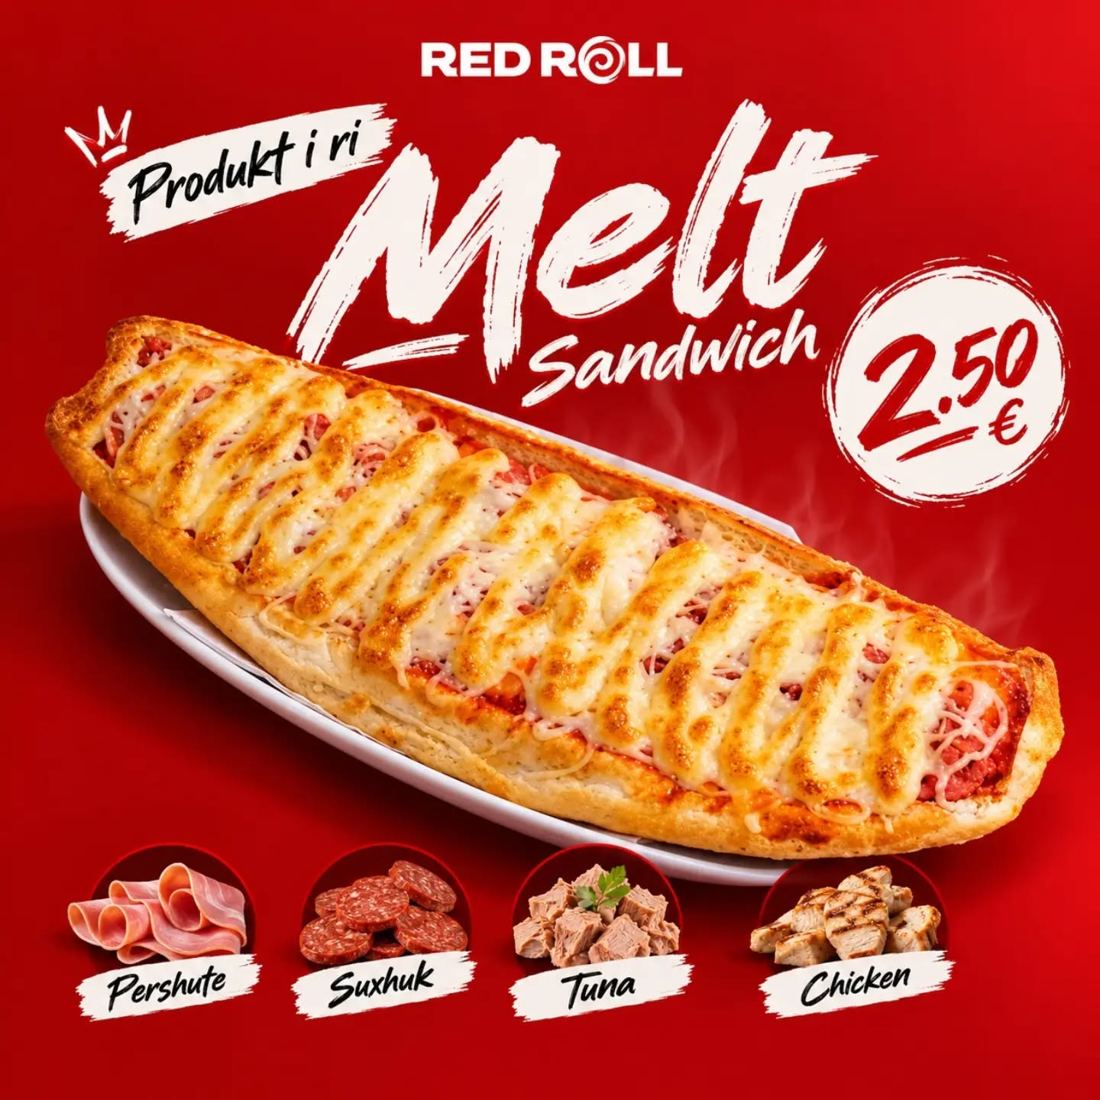 RED ROLL
Produkt i ri
Melt
Sandwich
2.50
€
Pershute
Suxhuk
Tuna
Chicken